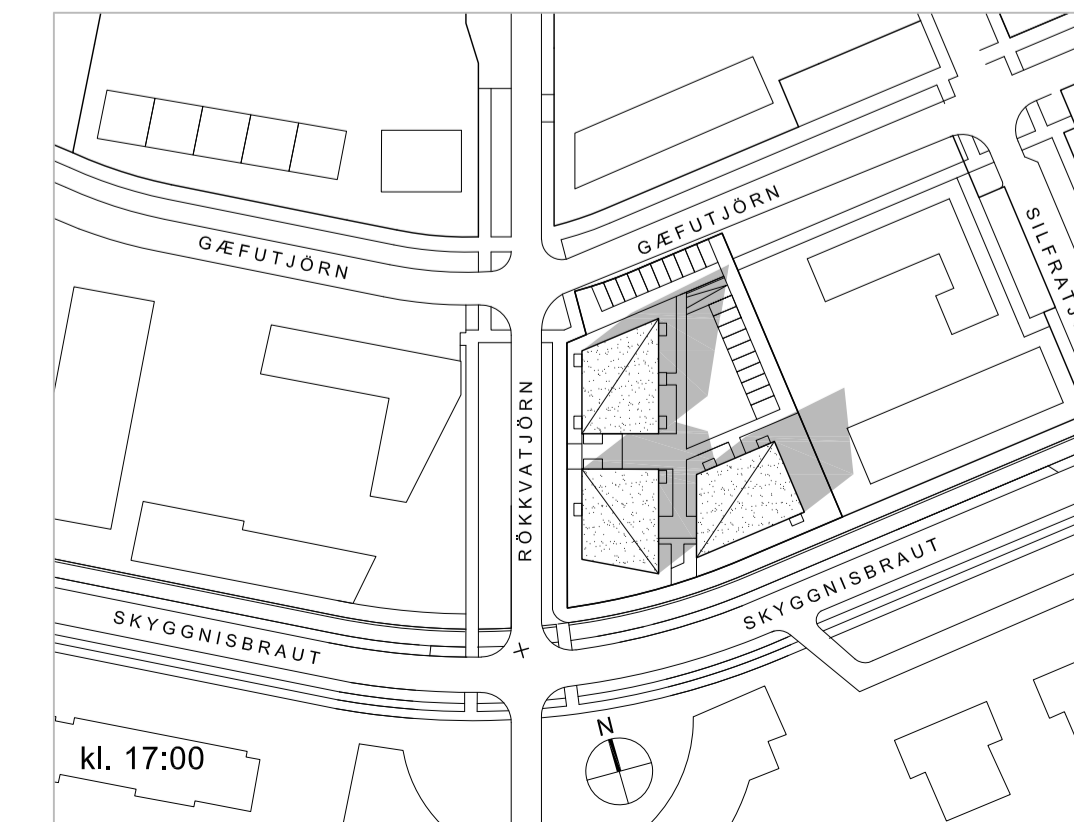 GÆFUTJÖRN
GÆFUTJÖRN
SILFRATJ
RÖKKVATJÖRN
SKYGGNISBRAUT
SKYGGNISBRAUT
N
kl. 17:00